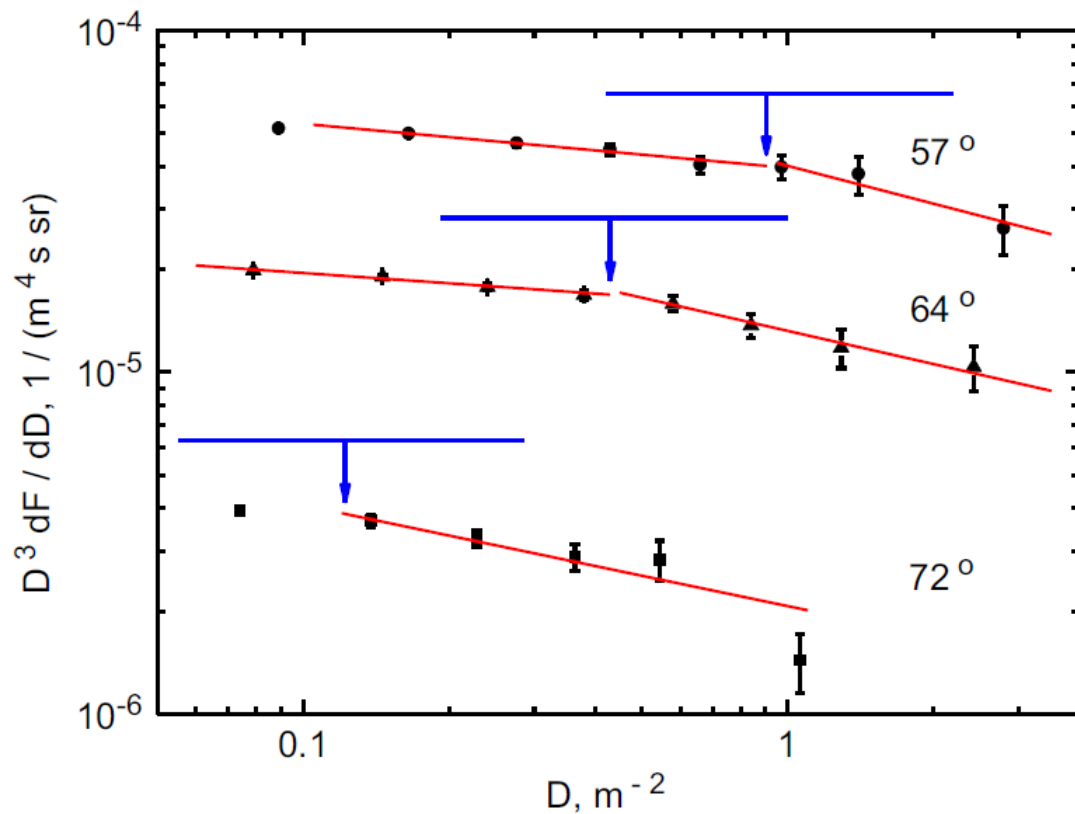 10⁻⁴
57 º
64 º
10⁻⁵
72 º
10⁻⁶
0.1
1
D, m⁻²
D³ dF / dD, 1 / (m⁴ s sr)